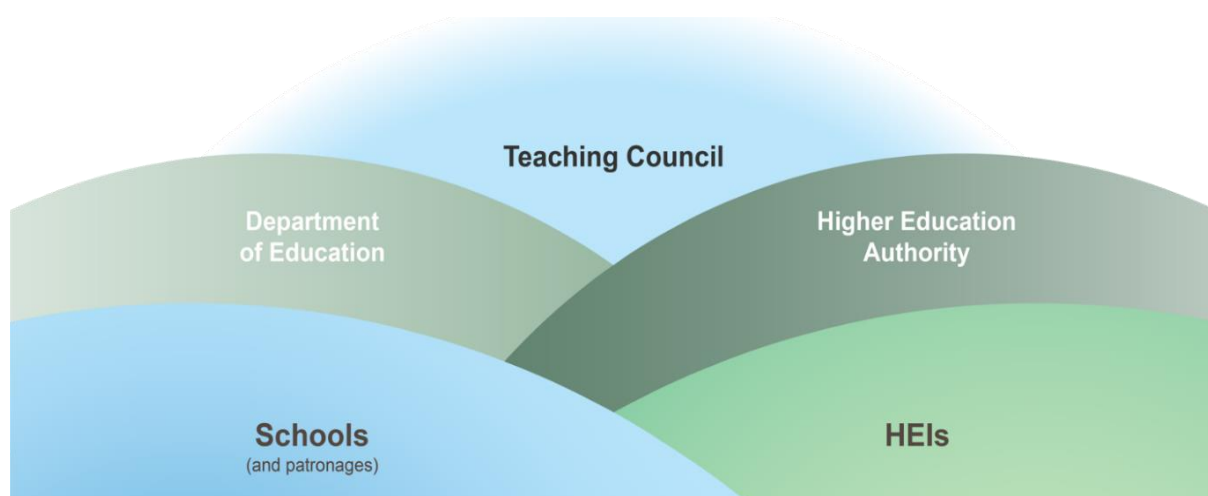 Teaching Council
Department
of Education
Higher Education
Authority
Schools
(and patronages)
HEIs